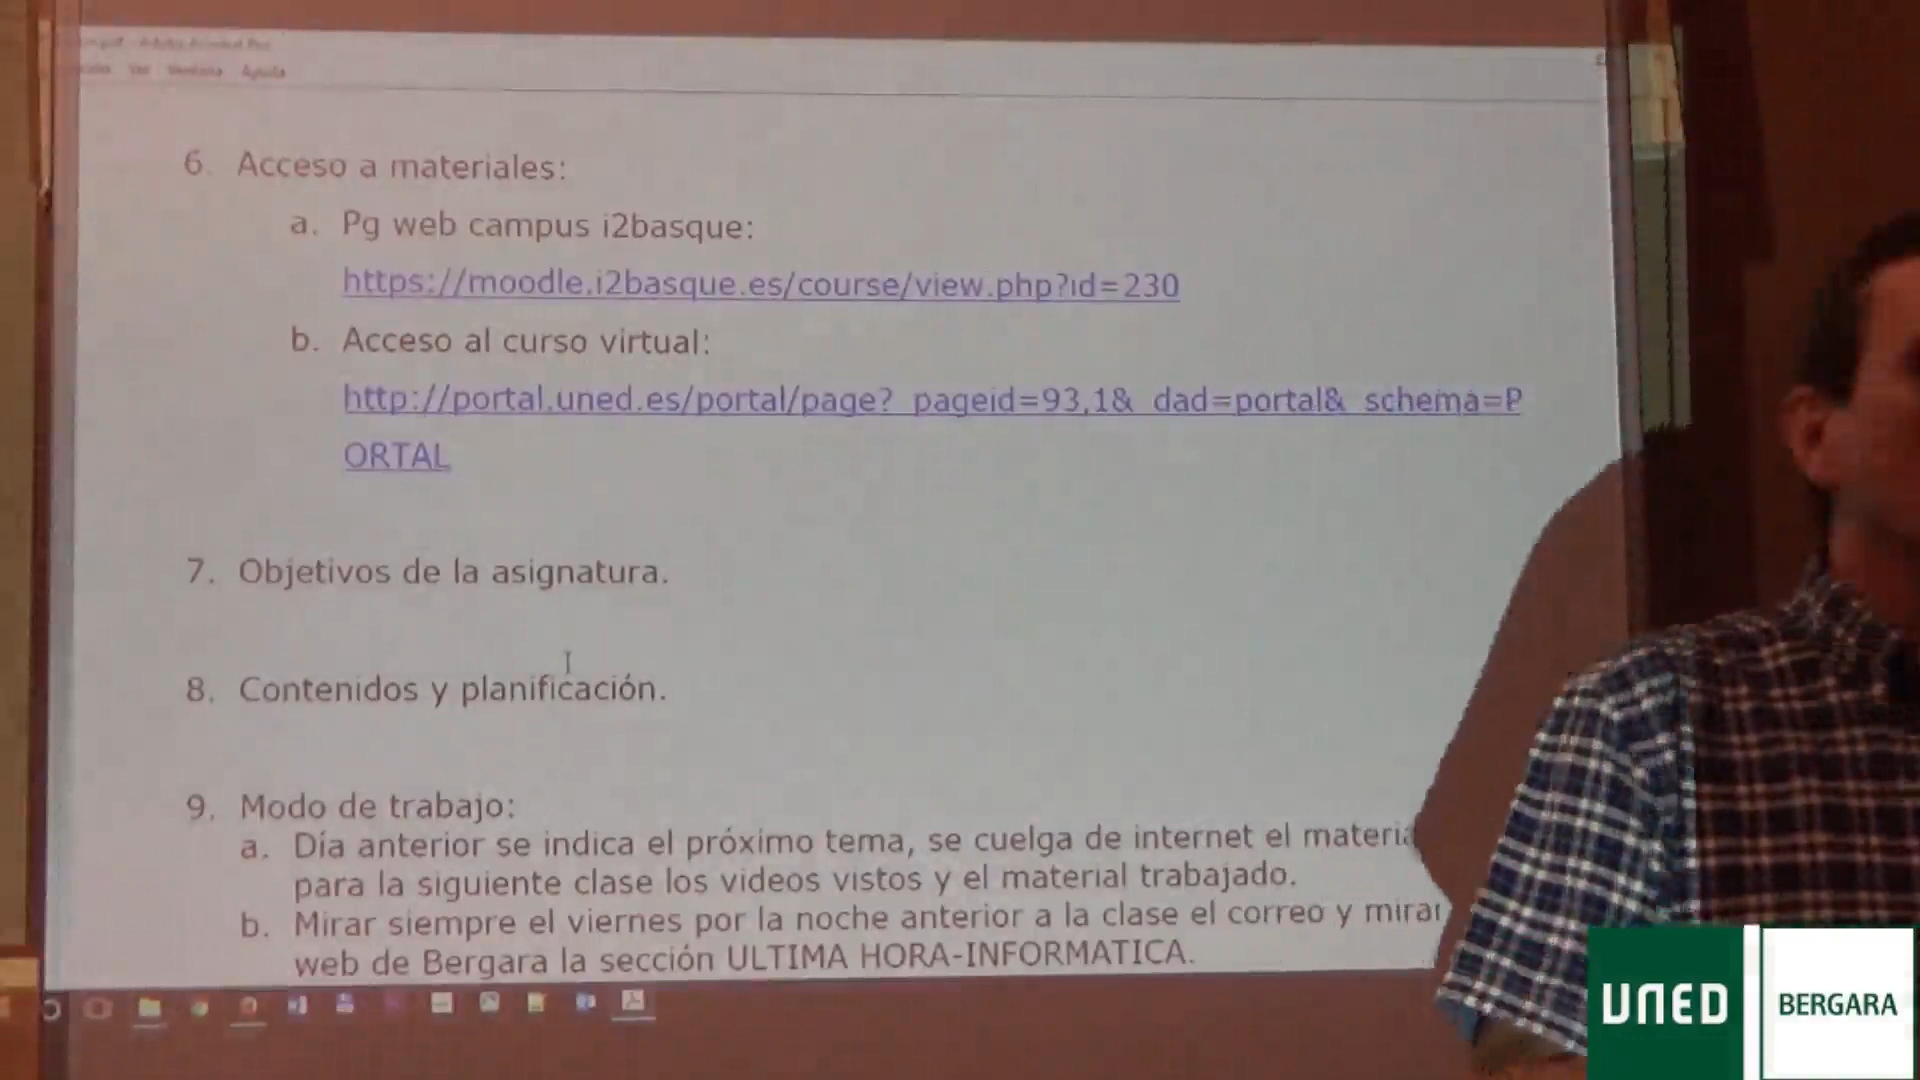 Ventana Ayuda
6. Acceso a materiales:
a. Pg web campus i2basque:
https://moodle.i2basque.es/course/view.php?id=230
b. Acceso al curso virtual:
http://portal.uned.es/portal/page?_pageid=93,1&_dad=portal&_schema=P
ORTAL
7. Objetivos de la asignatura.
8. Contenidos y planificación.
9. Modo de trabajo:
a. Día anterior se indica el próximo tema, se cuelga de internet el materia
para la siguiente clase los videos vistos y el material trabajado.
b. Mirar siempre el viernes por la noche anterior a la clase el correo y mirar
web de Bergara la sección ULTIMA HORA-INFORMATICA.
UNED
BERGARA